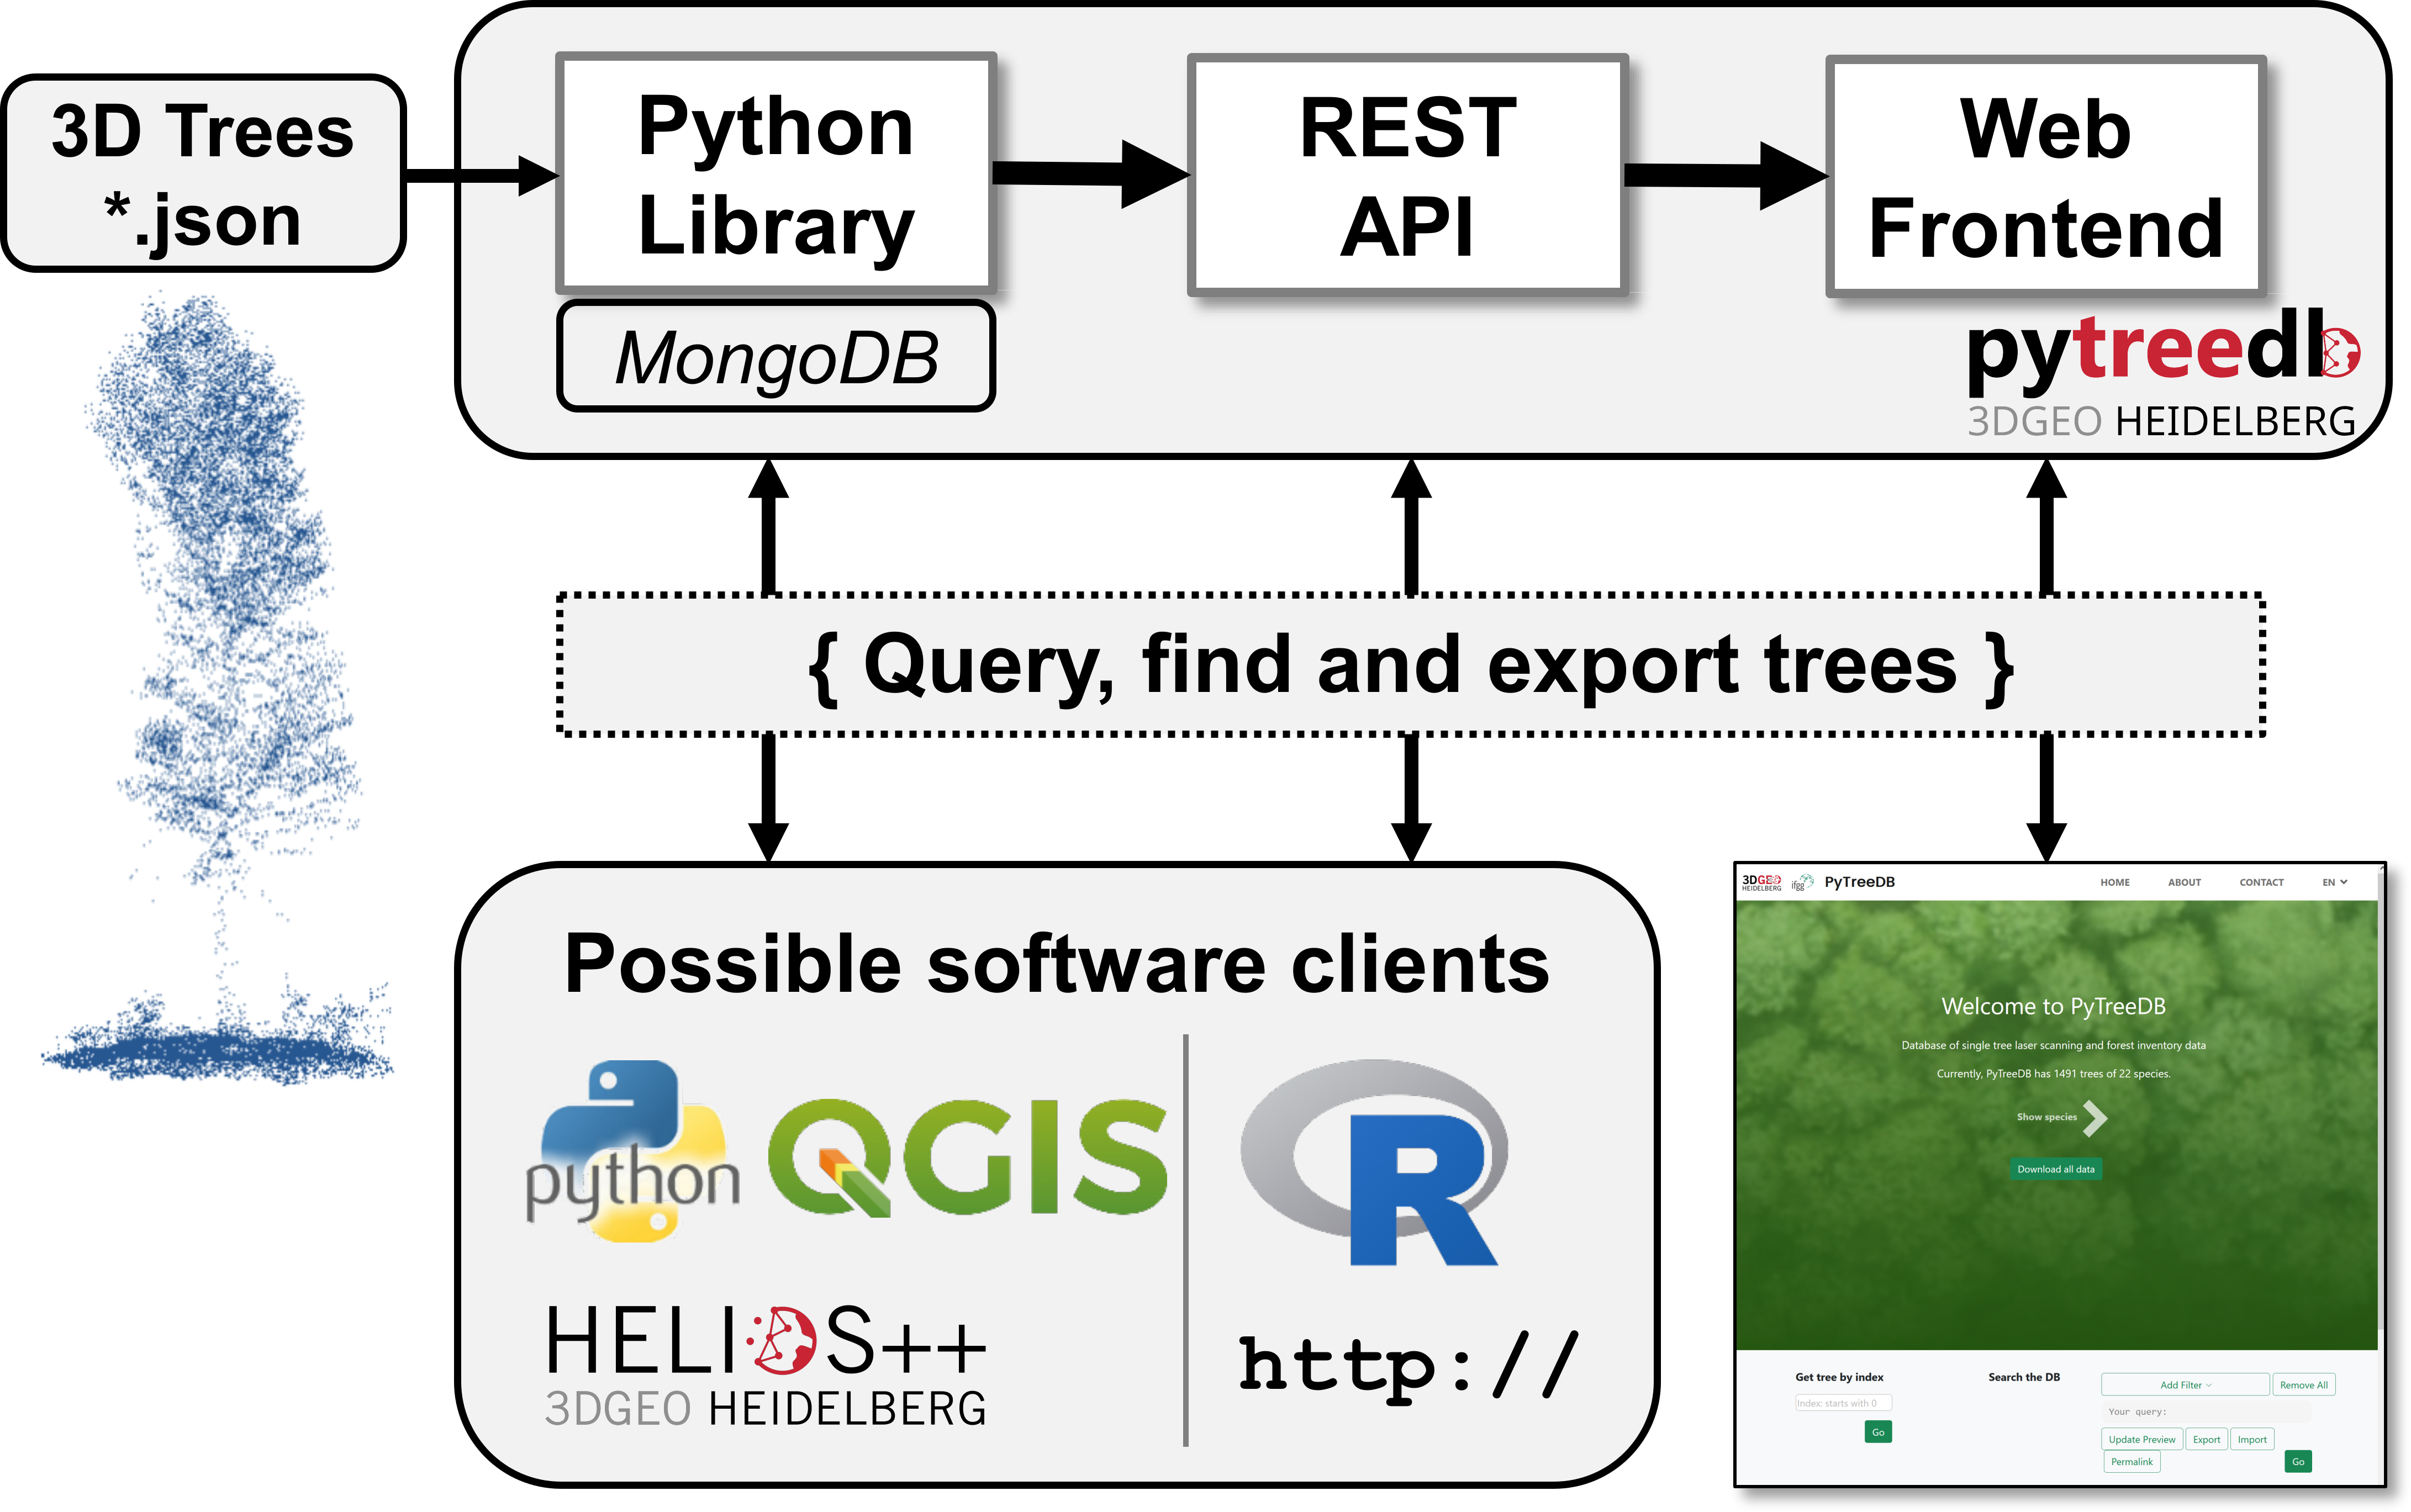 3D Trees
*.json
Python
Library
MongoDB
REST
API
Web
Frontend
pytreedb
3DGEO HEIDELBERG
{ Query, find and export trees }
Possible software clients
python
QGIS
R
HELIOS++
3DGEO HEIDELBERG
http://
3DGEO
HEIDELBERG
ifgg
PyTreeDB
HOME
ABOUT
CONTACT
EN
Welcome to PyTreeDB
Database of single tree laser scanning and forest inventory data
Currently, PyTreeDB has 1491 trees of 22 species.
Show species
Download all data
Get tree by index
Index: starts with 0
Go
Search the DB
Add Filter
Remove All
Your query:
Update Preview
Export
Import
Permalink
Go